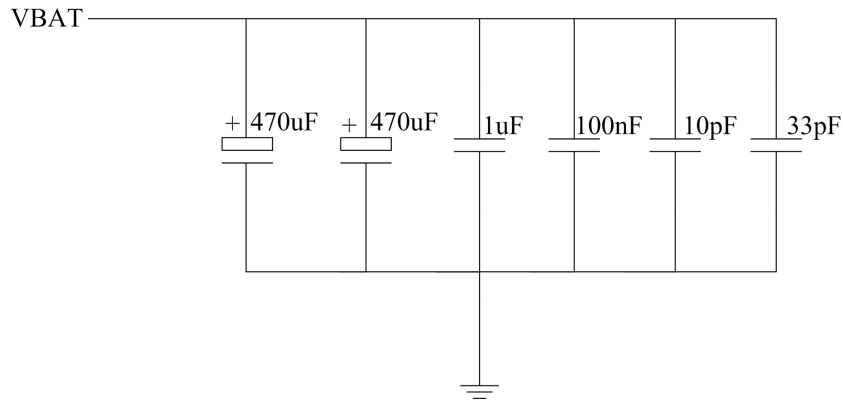 VBAT
+ 470uF
+ 470uF
1uF
100nF
10pF
33pF